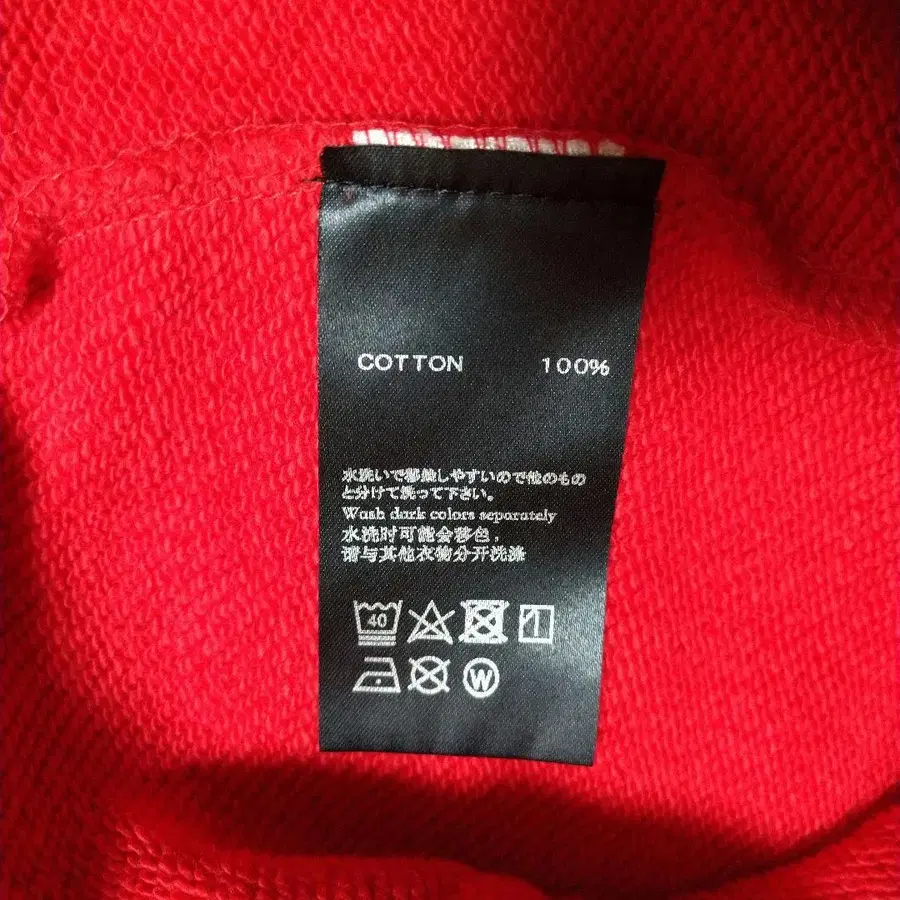 COTTON 100%
水洗いで移染しやすいので他のもの
と分けて洗って下さい。
Wash dark colors separately
水洗时可能会移色，
请与其他衣物分开洗涤
40
W